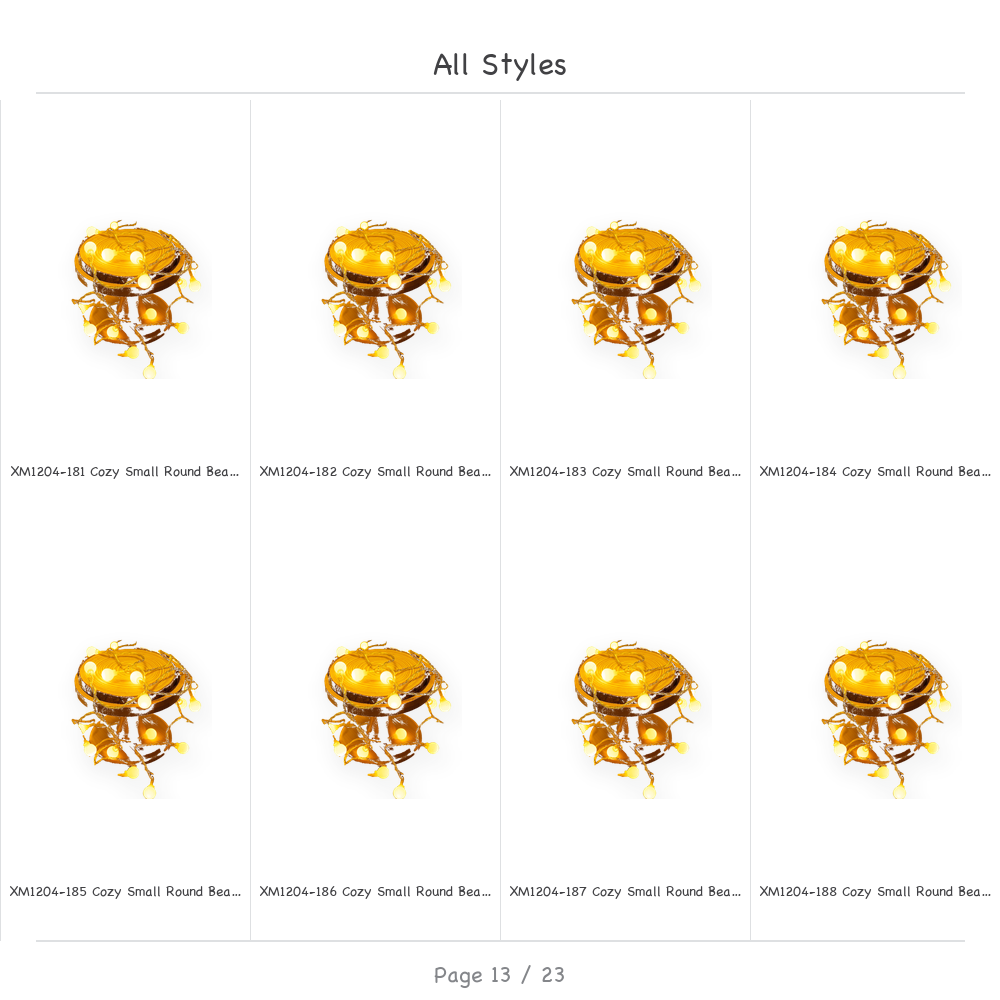 All Styles
XM1204-181 Cozy Small Round Bea...
XM1204-182 Cozy Small Round Bea...
XM1204-183 Cozy Small Round Bea...
XM1204-184 Cozy Small Round Bea...
XM1204-185 Cozy Small Round Bea...
XM1204-186 Cozy Small Round Bea...
XM1204-187 Cozy Small Round Bea...
XM1204-188 Cozy Small Round Bea...
Page 13 / 23